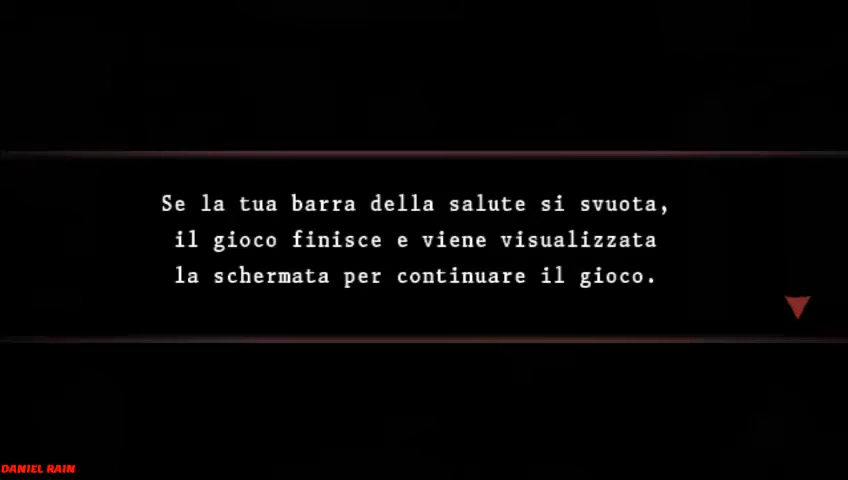 Se la tua barra della salute si svuota,
il gioco finisce e viene visualizzata
la schermata per continuare il gioco.
DANIEL RAIN